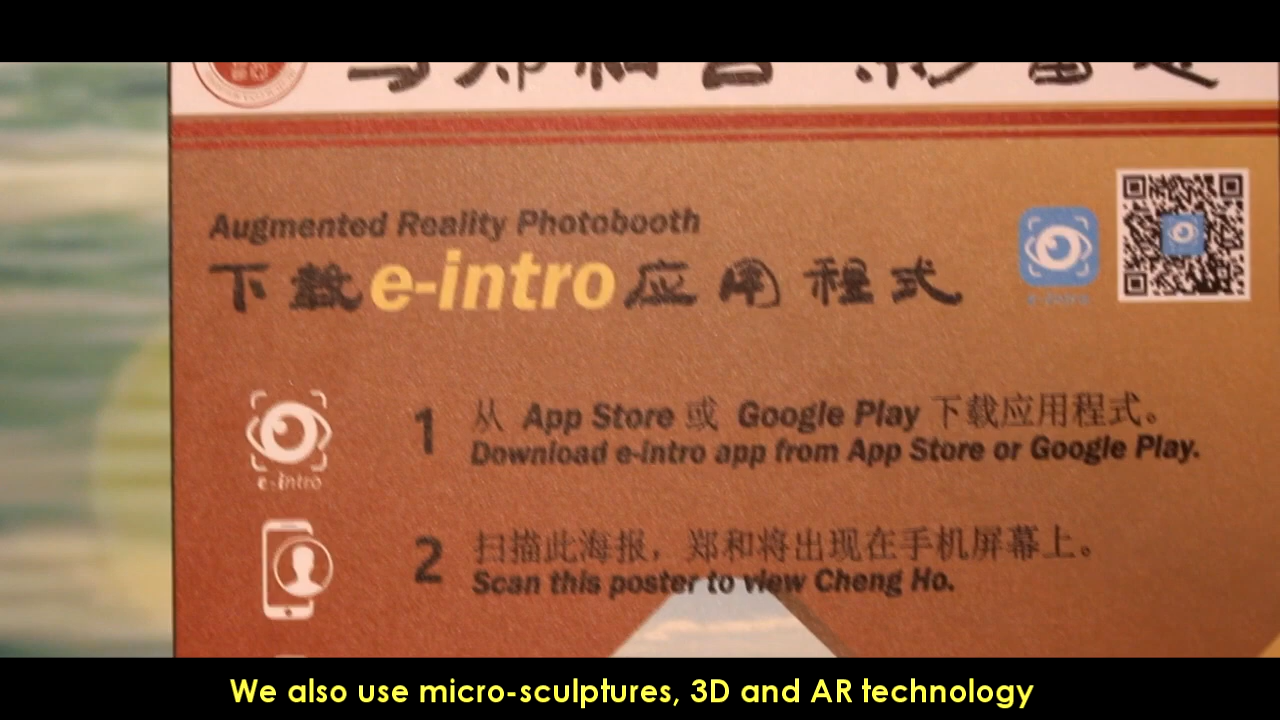 Augmented Reality Photobooth
下载e-intro应用程式
1 从 App Store 或 Google Play 下载应用程式。
Download e-intro app from App Store or Google Play.
e-intro
2 扫描此海报，郑和将出现在手机屏幕上。
Scan this poster to view Cheng Ho.
We also use micro-sculptures, 3D and AR technology